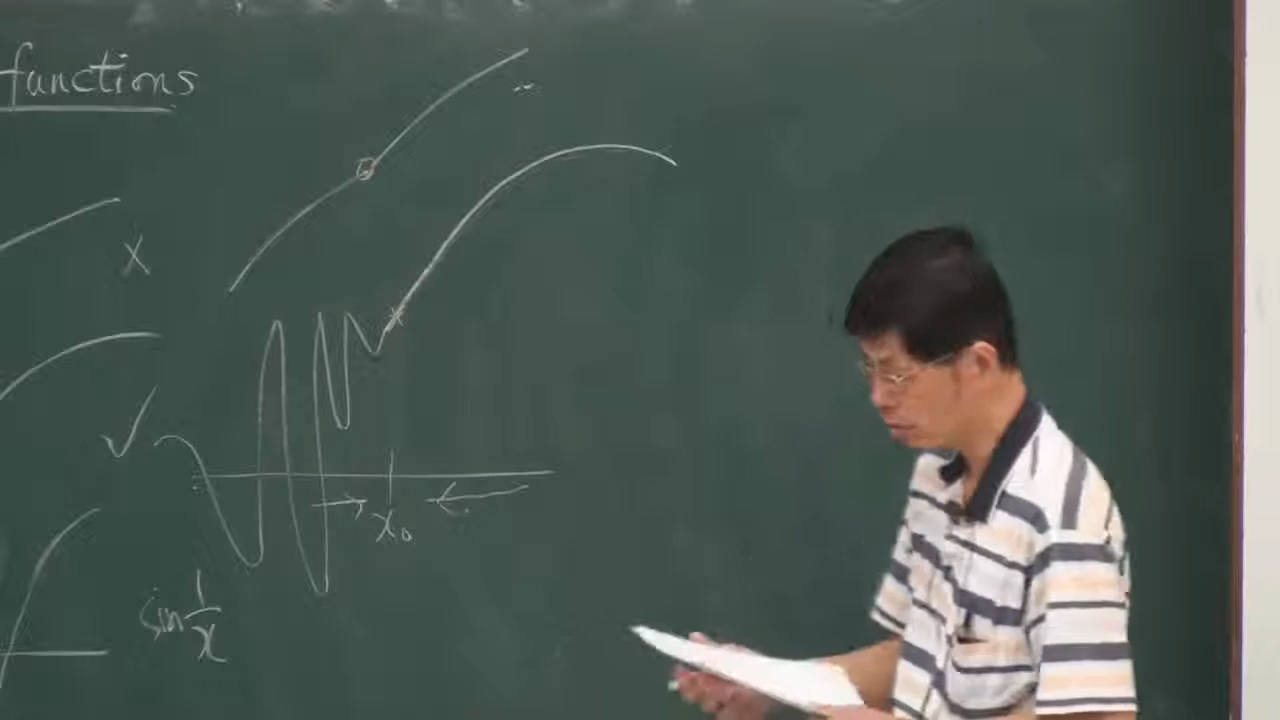 functions
x₀
sin 1/x